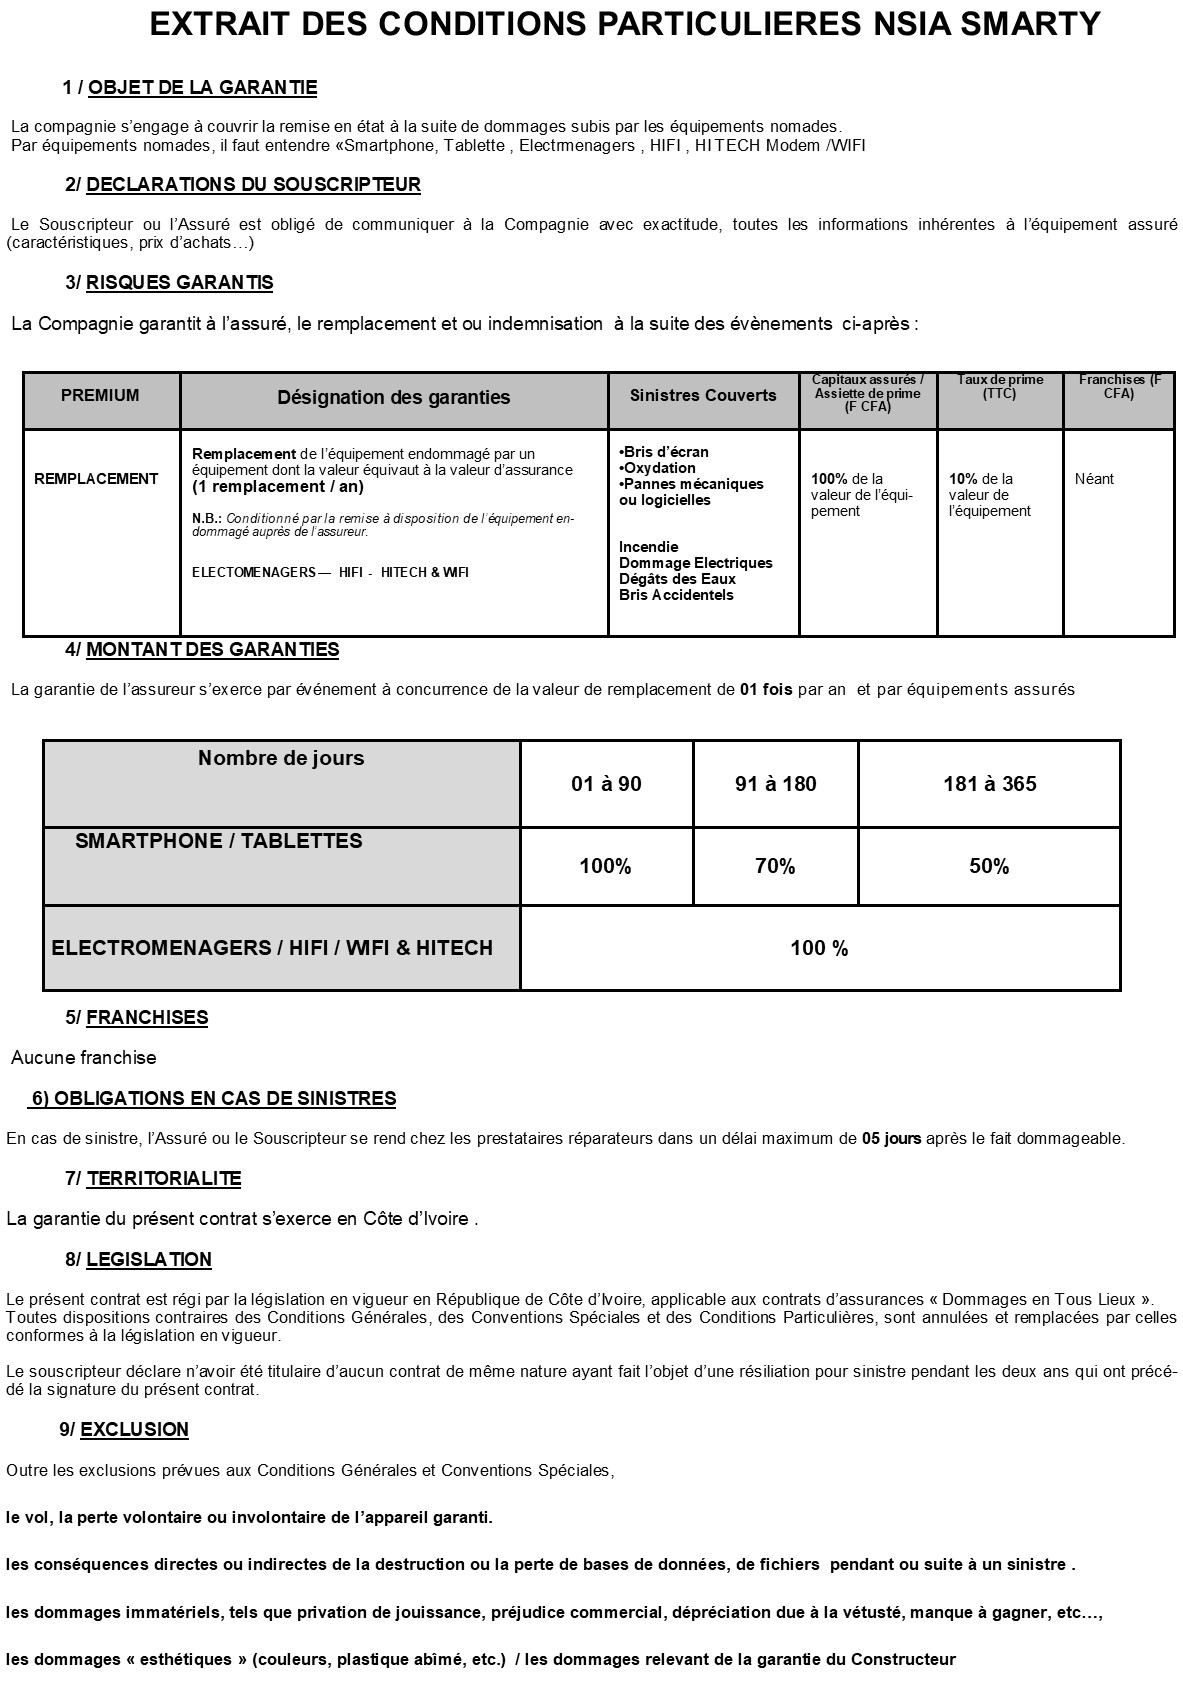 EXTRAIT DES CONDITIONS PARTICULIERES NSIA SMARTY
1 / OBJET DE LA GARANTIE
La compagnie s’engage à couvrir la remise en état à la suite de dommages subis par les équipements nomades.
Par équipements nomades, il faut entendre «Smartphone, Tablette , Electrmenagers , HIFI , HITECH Modem /WIFI
2/ DECLARATIONS DU SOUSCRIPTEUR
Le Souscripteur ou l’Assuré est obligé de communiquer à la Compagnie avec exactitude, toutes les informations inhérentes à l’équipement assuré
(caractéristiques, prix d’achats…)
3/ RISQUES GARANTIS
La Compagnie garantit à l’assuré, le remplacement et ou indemnisation à la suite des évènements ci-après :
PREMIUM
Désignation des garanties
Sinistres Couverts
Capitaux assurés /
Assiette de prime
(F CFA)
Taux de prime
(TTC)
Franchises (F
CFA)
REMPLACEMENT
Remplacement de l’équipement endommagé par un
équipement dont la valeur équivaut à la valeur d’assurance
(1 remplacement / an)
N.B.: Conditionné par la remise à disposition de l’équipement en-
dommagé auprès de l’assureur.
ELECTOMENAGERS— HIFI - HITECH & WIFI
•Bris d’écran
•Oxydation
•Pannes mécaniques
ou logicielles
Incendie
Dommage Electriques
Dégâts des Eaux
Bris Accidentels
100% de la
valeur de l’équi-
pement
10% de la
valeur de
l’équipement
Néant
4/ MONTANT DES GARANTIES
La garantie de l’assureur s’exerce par événement à concurrence de la valeur de remplacement de 01 fois par an et par équipements assurés
Nombre de jours
01 à 90
91 à 180
181 à 365
SMARTPHONE / TABLETTES
100%
70%
50%
ELECTROMENAGERS / HIFI / WIFI & HITECH
100 %
5/ FRANCHISES
Aucune franchise
6) OBLIGATIONS EN CAS DE SINISTRES
En cas de sinistre, l’Assuré ou le Souscripteur se rend chez les prestataires réparateurs dans un délai maximum de 05 jours après le fait dommageable.
7/ TERRITORIALITE
La garantie du présent contrat s’exerce en Côte d’Ivoire .
8/ LEGISLATION
Le présent contrat est régi par la législation en vigueur en République de Côte d’Ivoire, applicable aux contrats d’assurances « Dommages en Tous Lieux ».
Toutes dispositions contraires des Conditions Générales, des Conventions Spéciales et des Conditions Particulières, sont annulées et remplacées par celles
conformes à la législation en vigueur.
Le souscripteur déclare n’avoir été titulaire d’aucun contrat de même nature ayant fait l’objet d’une résiliation pour sinistre pendant les deux ans qui ont précé-
dé la signature du présent contrat.
9/ EXCLUSION
Outre les exclusions prévues aux Conditions Générales et Conventions Spéciales,
le vol, la perte volontaire ou involontaire de l’appareil garanti.
les conséquences directes ou indirectes de la destruction ou la perte de bases de données, de fichiers pendant ou suite à un sinistre .
les dommages immatériels, tels que privation de jouissance, préjudice commercial, dépréciation due à la vétusté, manque à gagner, etc…,
les dommages « esthétiques » (couleurs, plastique abîmé, etc.) / les dommages relevant de la garantie du Constructeur